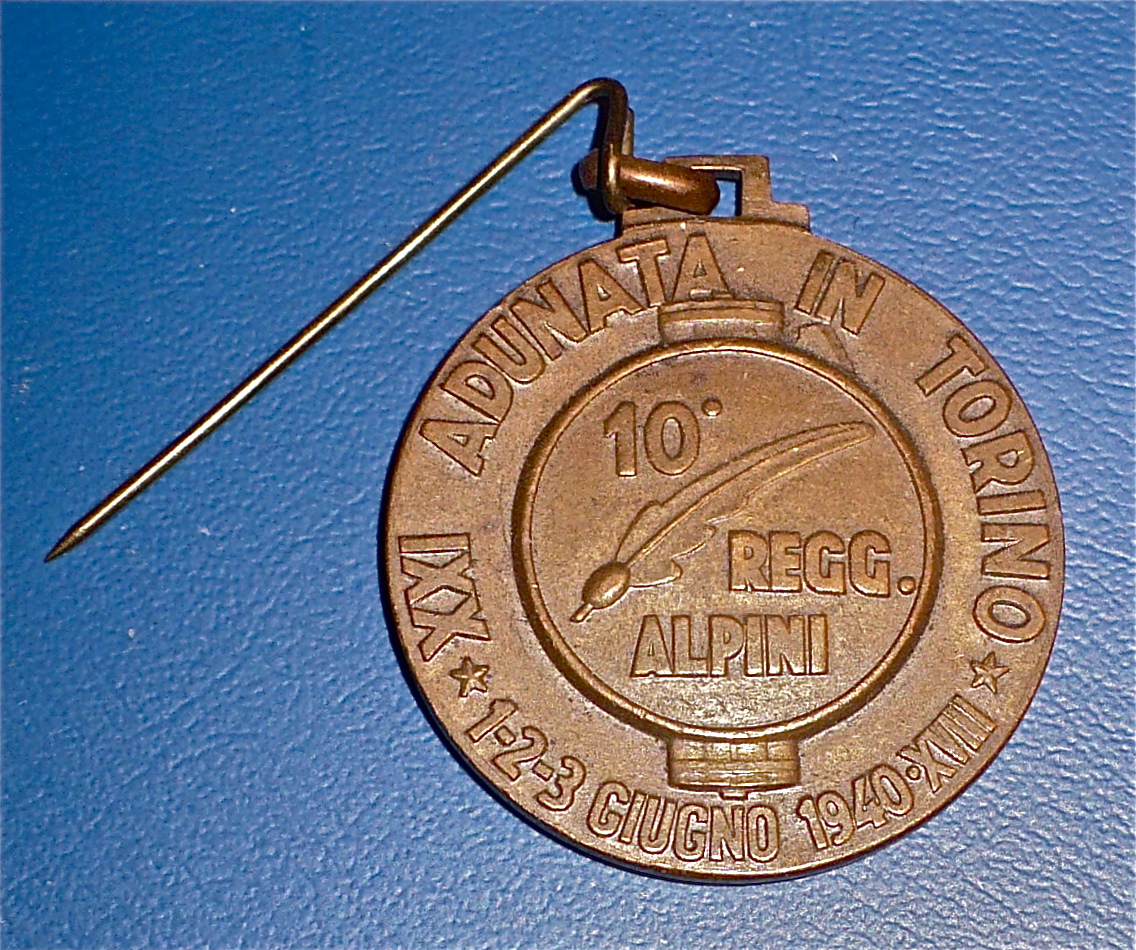 XXI ADUNATA IN TORINO
10°
REGG.
ALPINI
★ 1-2-3 GIUGNO 1940·XVIII ★